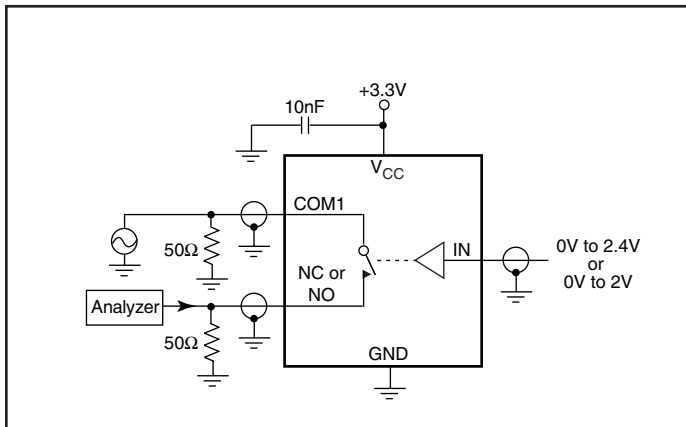 +3.3V
10nF
VCC
COM1
50Ω
IN
0V to 2.4V
or
0V to 2V
NC or
NO
Analyzer
50Ω
GND